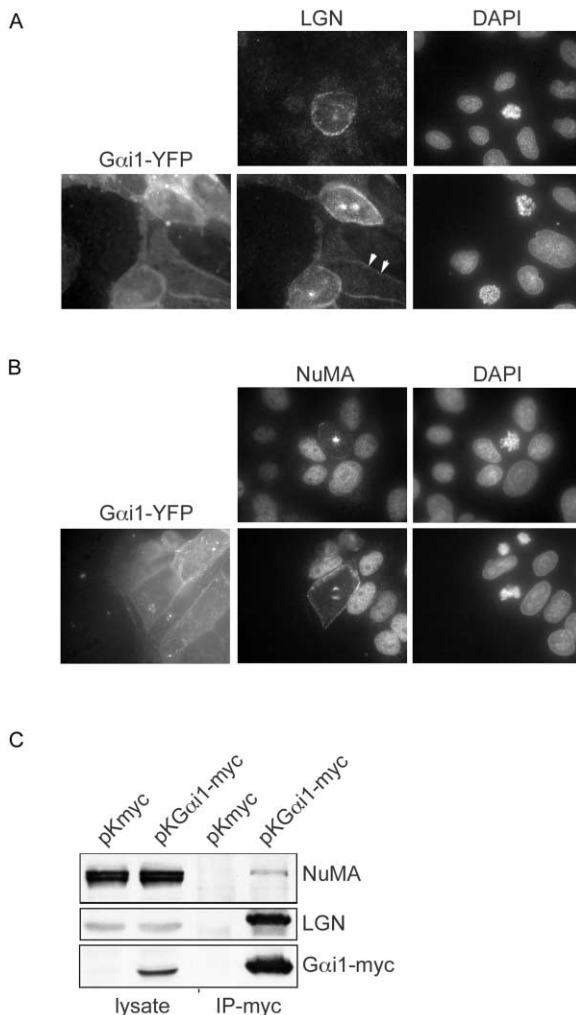 A
LGN DAPI
Gαi1-YFP
B
NuMA DAPI
Gαi1-YFP
C
pKmyc pKGαi1-myc pKmyc pKGαi1-myc
NuMA
LGN
Gαi1-myc
lysate IP-myc